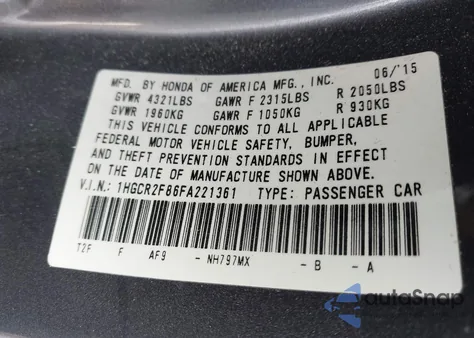 MFD. BY HONDA OF AMERICA MFG., INC. 06/'15
GVWR 4321LBS GAWR F 2315LBS R 2050LBS
GVWR 1960KG GAWR F 1050KG R 930KG
THIS VEHICLE CONFORMS TO ALL APPLICABLE
FEDERAL MOTOR VEHICLE SAFETY, BUMPER,
AND THEFT PREVENTION STANDARDS IN EFFECT
ON THE DATE OF MANUFACTURE SHOWN ABOVE.
V.I.N.: 1HGCR2F86FA221361 TYPE: PASSENGER CAR
T2F F AF9 - NH797MX - B - A
autaSnap